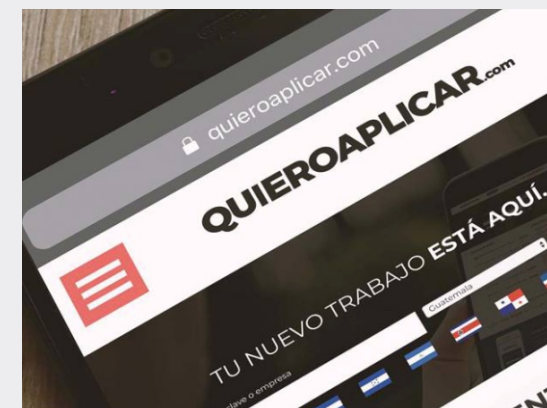 quieroaplicar.com
QUIEROAPLICAR.com
TU NUEVO TRABAJO ESTÁ AQUÍ.
Guatemala
clave o empresa